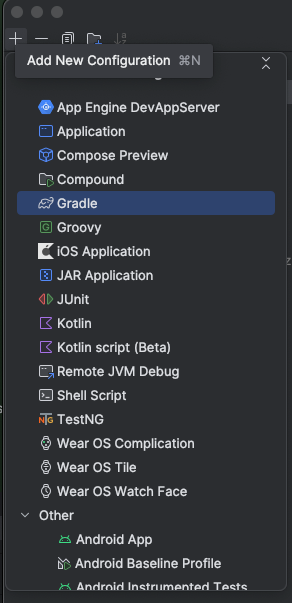 Add New Configuration ⌘N
App Engine DevAppServer
Application
Compose Preview
Compound
Gradle
Groovy
iOS Application
JAR Application
JUnit
Kotlin
Kotlin script (Beta)
Remote JVM Debug
Shell Script
TestNG
Wear OS Complication
Wear OS Tile
Wear OS Watch Face
Other
Android App
Android Baseline Profile
Android Instrumented Tests